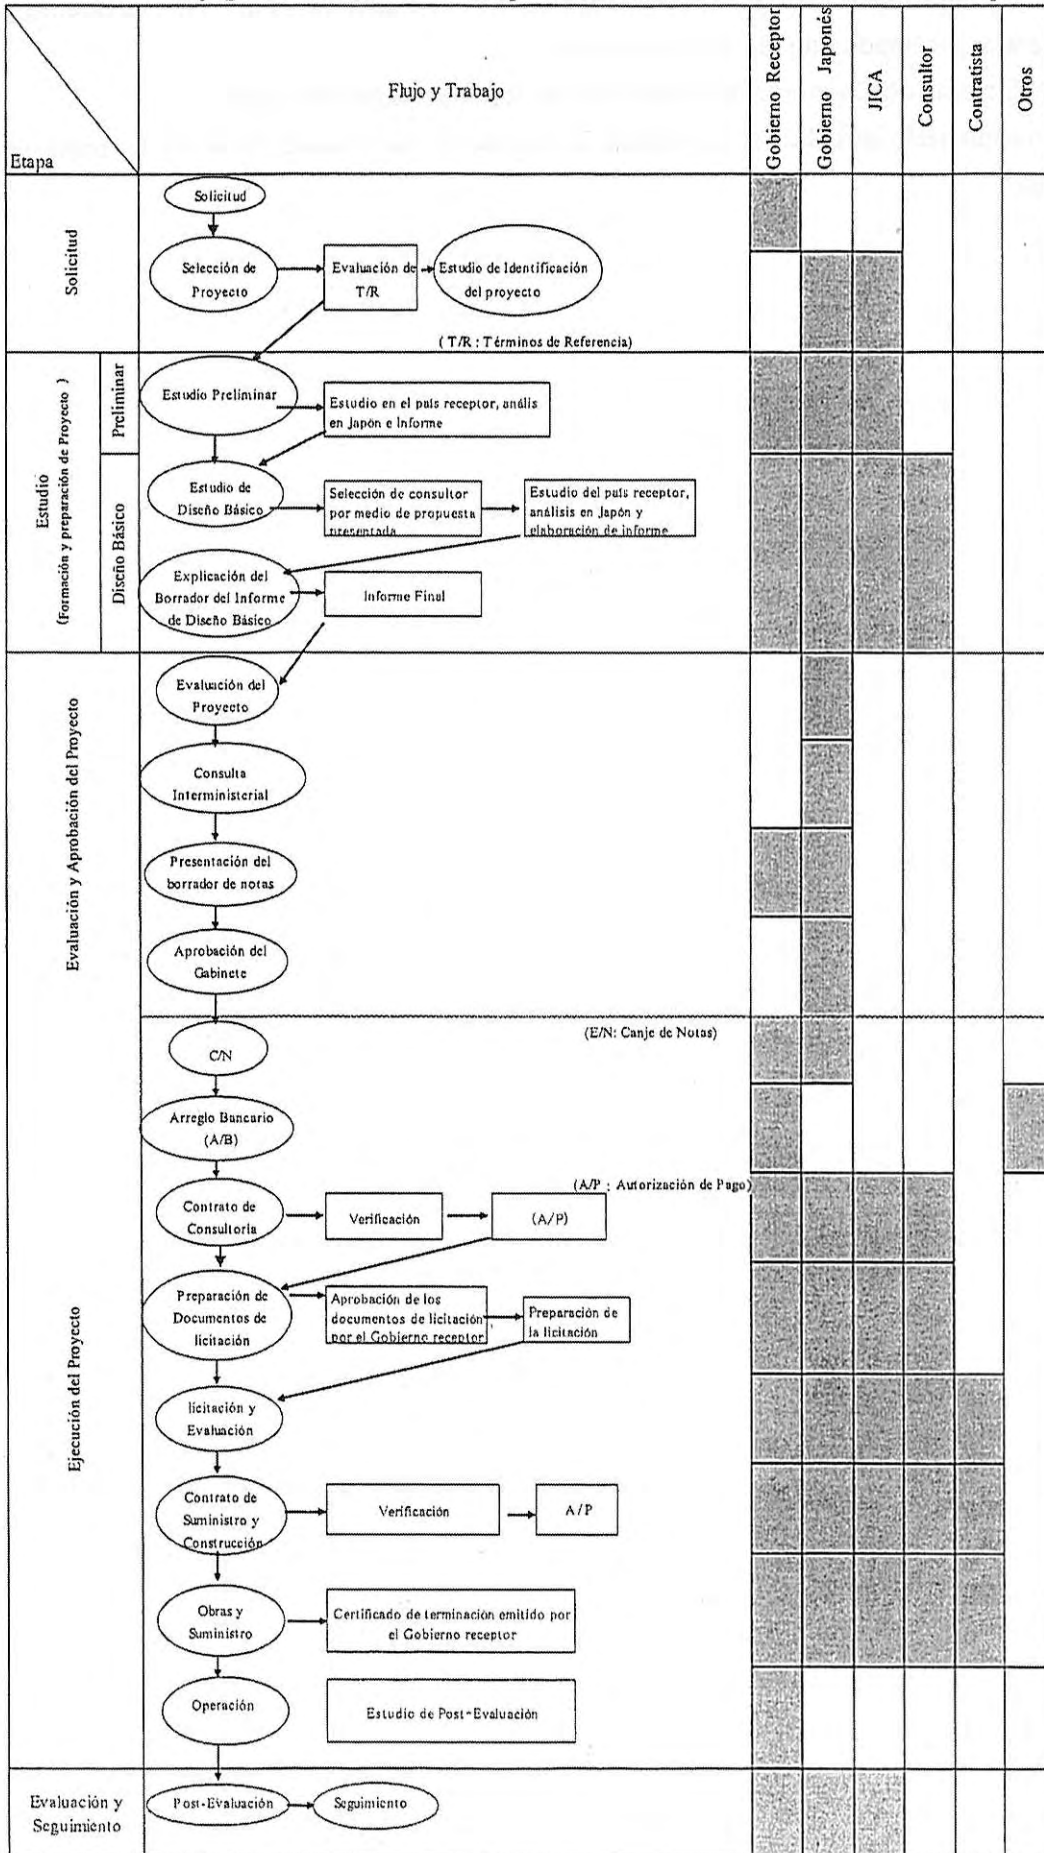 Etapa
Flujo y Trabajo
Gobierno Receptor
Gobierno Japonés
JICA
Consultor
Contratista
Otros
Solicitud
Solicitud
Selección de
Proyecto
Evaluación de
T/R
Estudio de Identificación
del proyecto
( T/R : Términos de Referencia)
Estudio
(Formación y preparación de Proyecto )
Preliminar
Estudio Preliminar
Estudio en el país receptor, anális
en Japón e Informe
Diseño Básico
Estudio de
Diseño Básico
Selección de consultor
por medio de propuesta
presentada
Estudio del país receptor,
análisis en Japón y
elaboración de informe
Explicación del
Borrador del Informe
de Diseño Básico
Informe Final
Evaluación y Aprobación del Proyecto
Evaluación del
Proyecto
Consulta
Interministerial
Presentación del
borrador de notas
Aprobación del
Gabinete
Ejecución del Proyecto
(E/N: Canje de Notas)
C/N
Arreglo Bancario
(A/B)
(A/P : Autorización de Pago)
Contrato de
Consultoría
Verificación
(A/P)
Preparación de
Documentos de
licitación
Aprobación de los
documentos de licitación
por el Gobierno receptor
Preparación de
la licitación
licitación y
Evaluación
Contrato de
Suministro y
Construcción
Verificación
A/P
Obras y
Suministro
Certificado de terminación emitido por
el Gobierno receptor
Operación
Estudio de Post-Evaluación
Evaluación y
Seguimiento
Post-Evaluación
Seguimiento